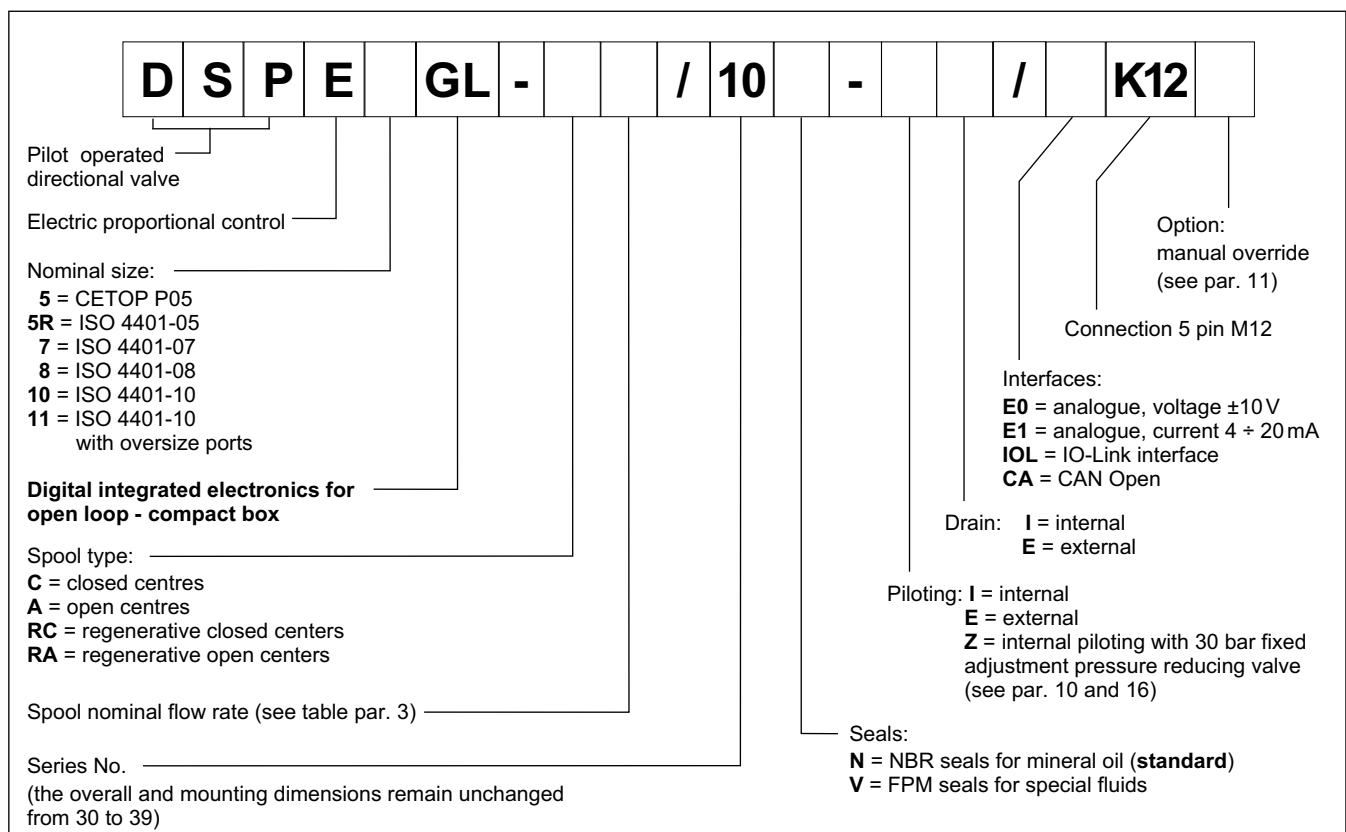 D S P E GL - / 10 - / K12
Pilot operated
directional valve
Electric proportional control
Nominal size:
5 = CETOP P05
5R = ISO 4401-05
7 = ISO 4401-07
8 = ISO 4401-08
10 = ISO 4401-10
11 = ISO 4401-10
with oversize ports
Digital integrated electronics for
open loop - compact box
Spool type:
C = closed centres
A = open centres
RC = regenerative closed centers
RA = regenerative open centers
Spool nominal flow rate (see table par. 3)
Series No.
(the overall and mounting dimensions remain unchanged
from 30 to 39)
Option:
manual override
(see par. 11)
Connection 5 pin M12
Interfaces:
E0 = analogue, voltage ±10 V
E1 = analogue, current 4 ÷ 20 mA
IOL = IO-Link interface
CA = CAN Open
Drain: I = internal
E = external
Piloting: I = internal
E = external
Z = internal piloting with 30 bar fixed
adjustment pressure reducing valve
(see par. 10 and 16)
Seals:
N = NBR seals for mineral oil (standard)
V = FPM seals for special fluids